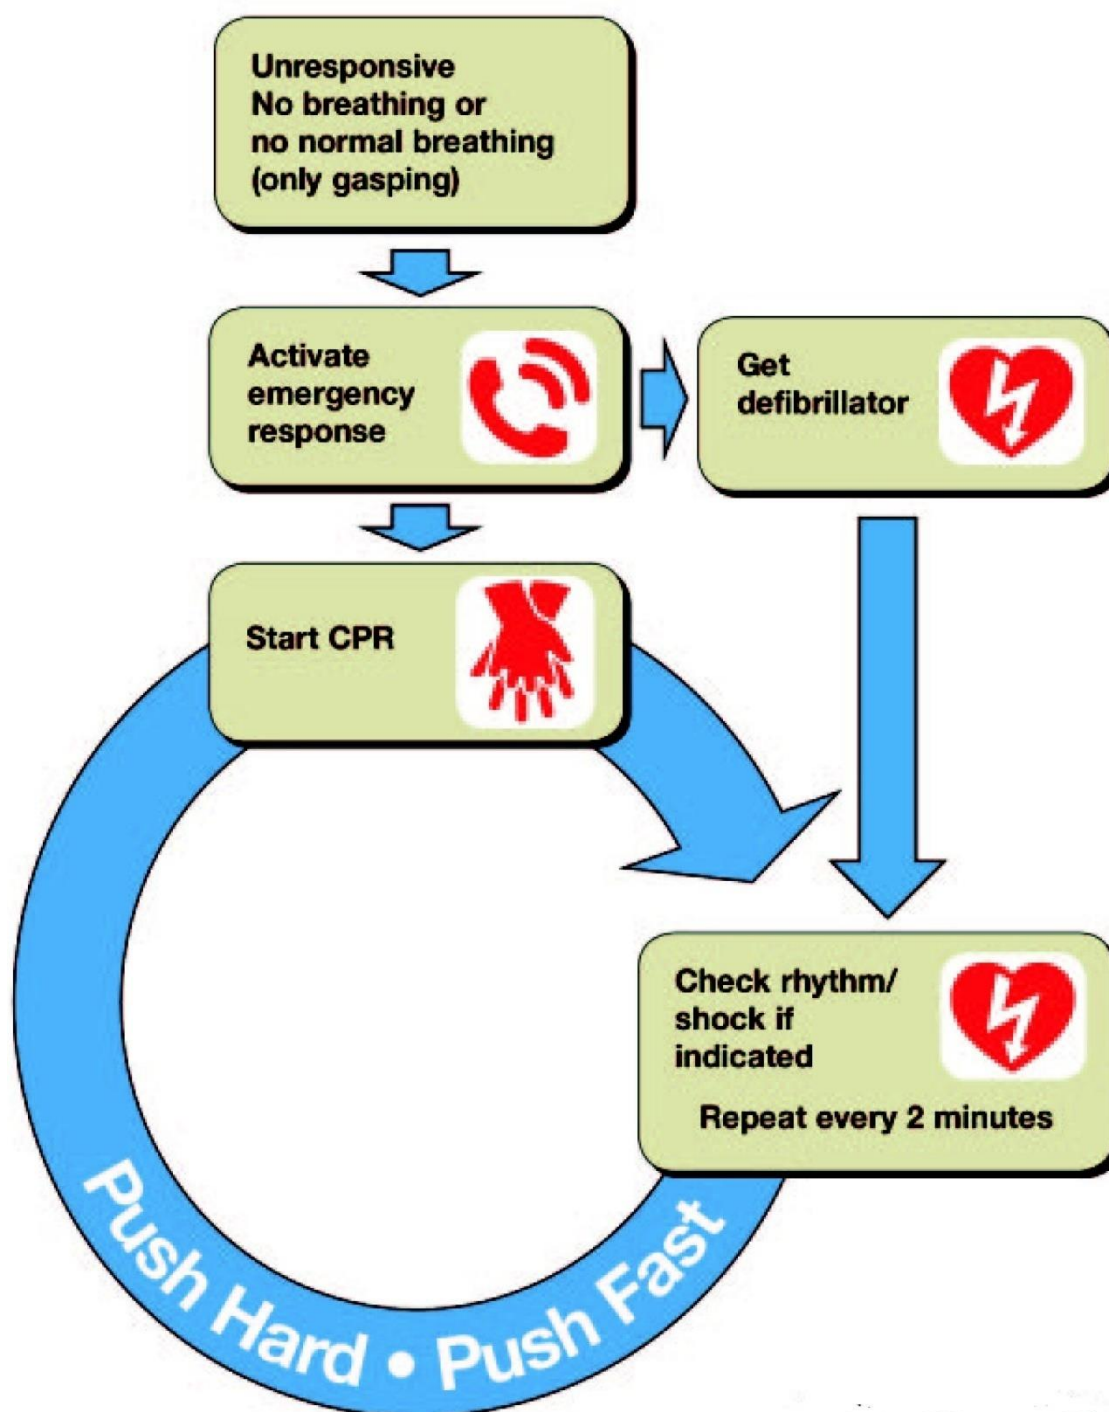 Unresponsive
No breathing or
no normal breathing
(only gasping)
Activate
emergency
response
Get
defibrillator
Start CPR
Check rhythm/
shock if
indicated
Repeat every 2 minutes
Push Hard • Push Fast